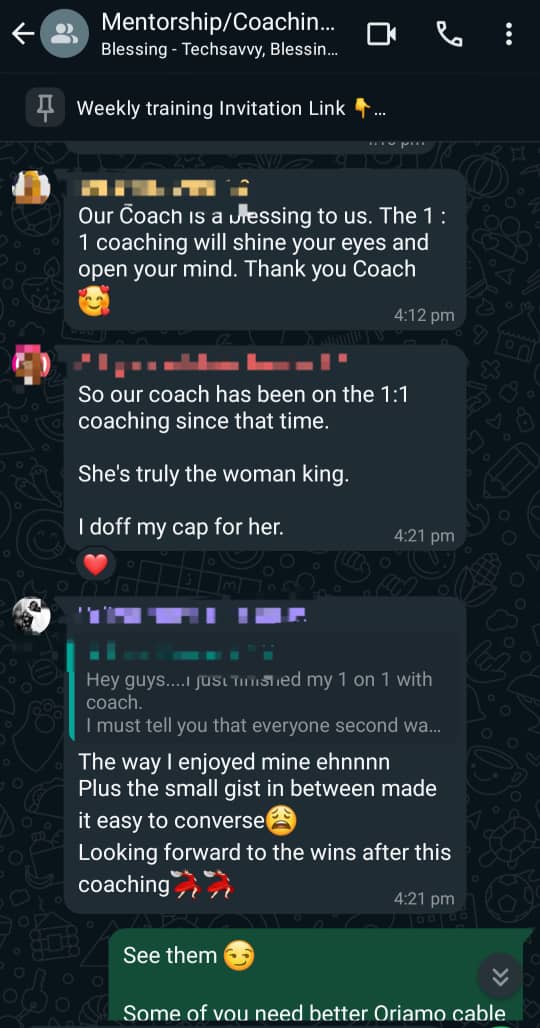 Mentorship/Coachin...
Blessing - Techsavvy, Blessin...
Weekly training Invitation Link 👇...
Our Coach is a blessing to us. The 1 :
1 coaching will shine your eyes and
open your mind. Thank you Coach
🥰
4:12 pm
So our coach has been on the 1:1
coaching since that time.
She's truly the woman king.
I doff my cap for her.
4:21 pm
❤️
Hey guys....I just finished my 1 on 1 with
coach.
I must tell you that everyone second wa...
The way I enjoyed mine ehnnnn
Plus the small gist in between made
it easy to converse😩
Looking forward to the wins after this
coaching💃💃
4:21 pm
See them 😏
Some of you need better Oriamo cable